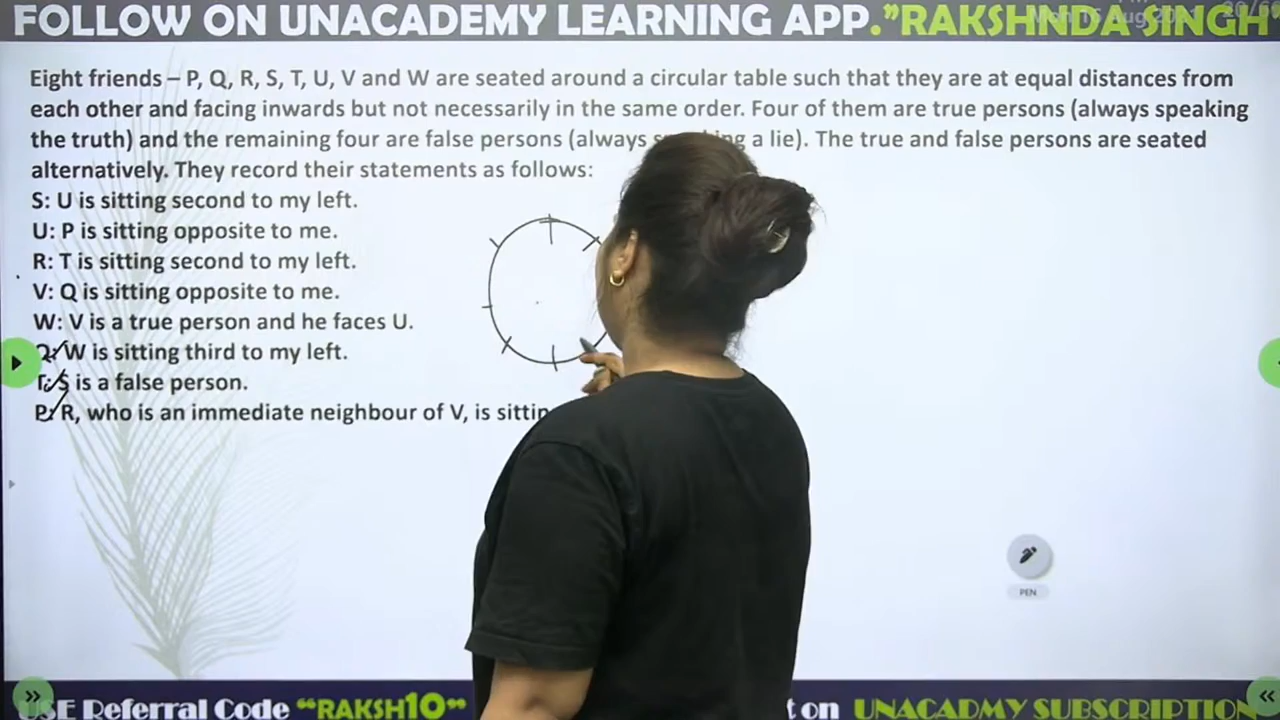 FOLLOW ON UNACADEMY LEARNING APP."RAKSHNDA SINGH"
Eight friends – P, Q, R, S, T, U, V and W are seated around a circular table such that they are at equal distances from
each other and facing inwards but not necessarily in the same order. Four of them are true persons (always speaking
the truth) and the remaining four are false persons (always a lie). The true and false persons are seated
alternatively. They record their statements as follows:
S: U is sitting second to my left.
U: P is sitting opposite to me.
R: T is sitting second to my left.
V: Q is sitting opposite to me.
W: V is a true person and he faces U.
Q: W is sitting third to my left.
T: S is a false person.
P: R, who is an immediate neighbour of V, is
PEN
USE Referral Code "RAKSH10" on UNACADMY SUBSCRIPTION